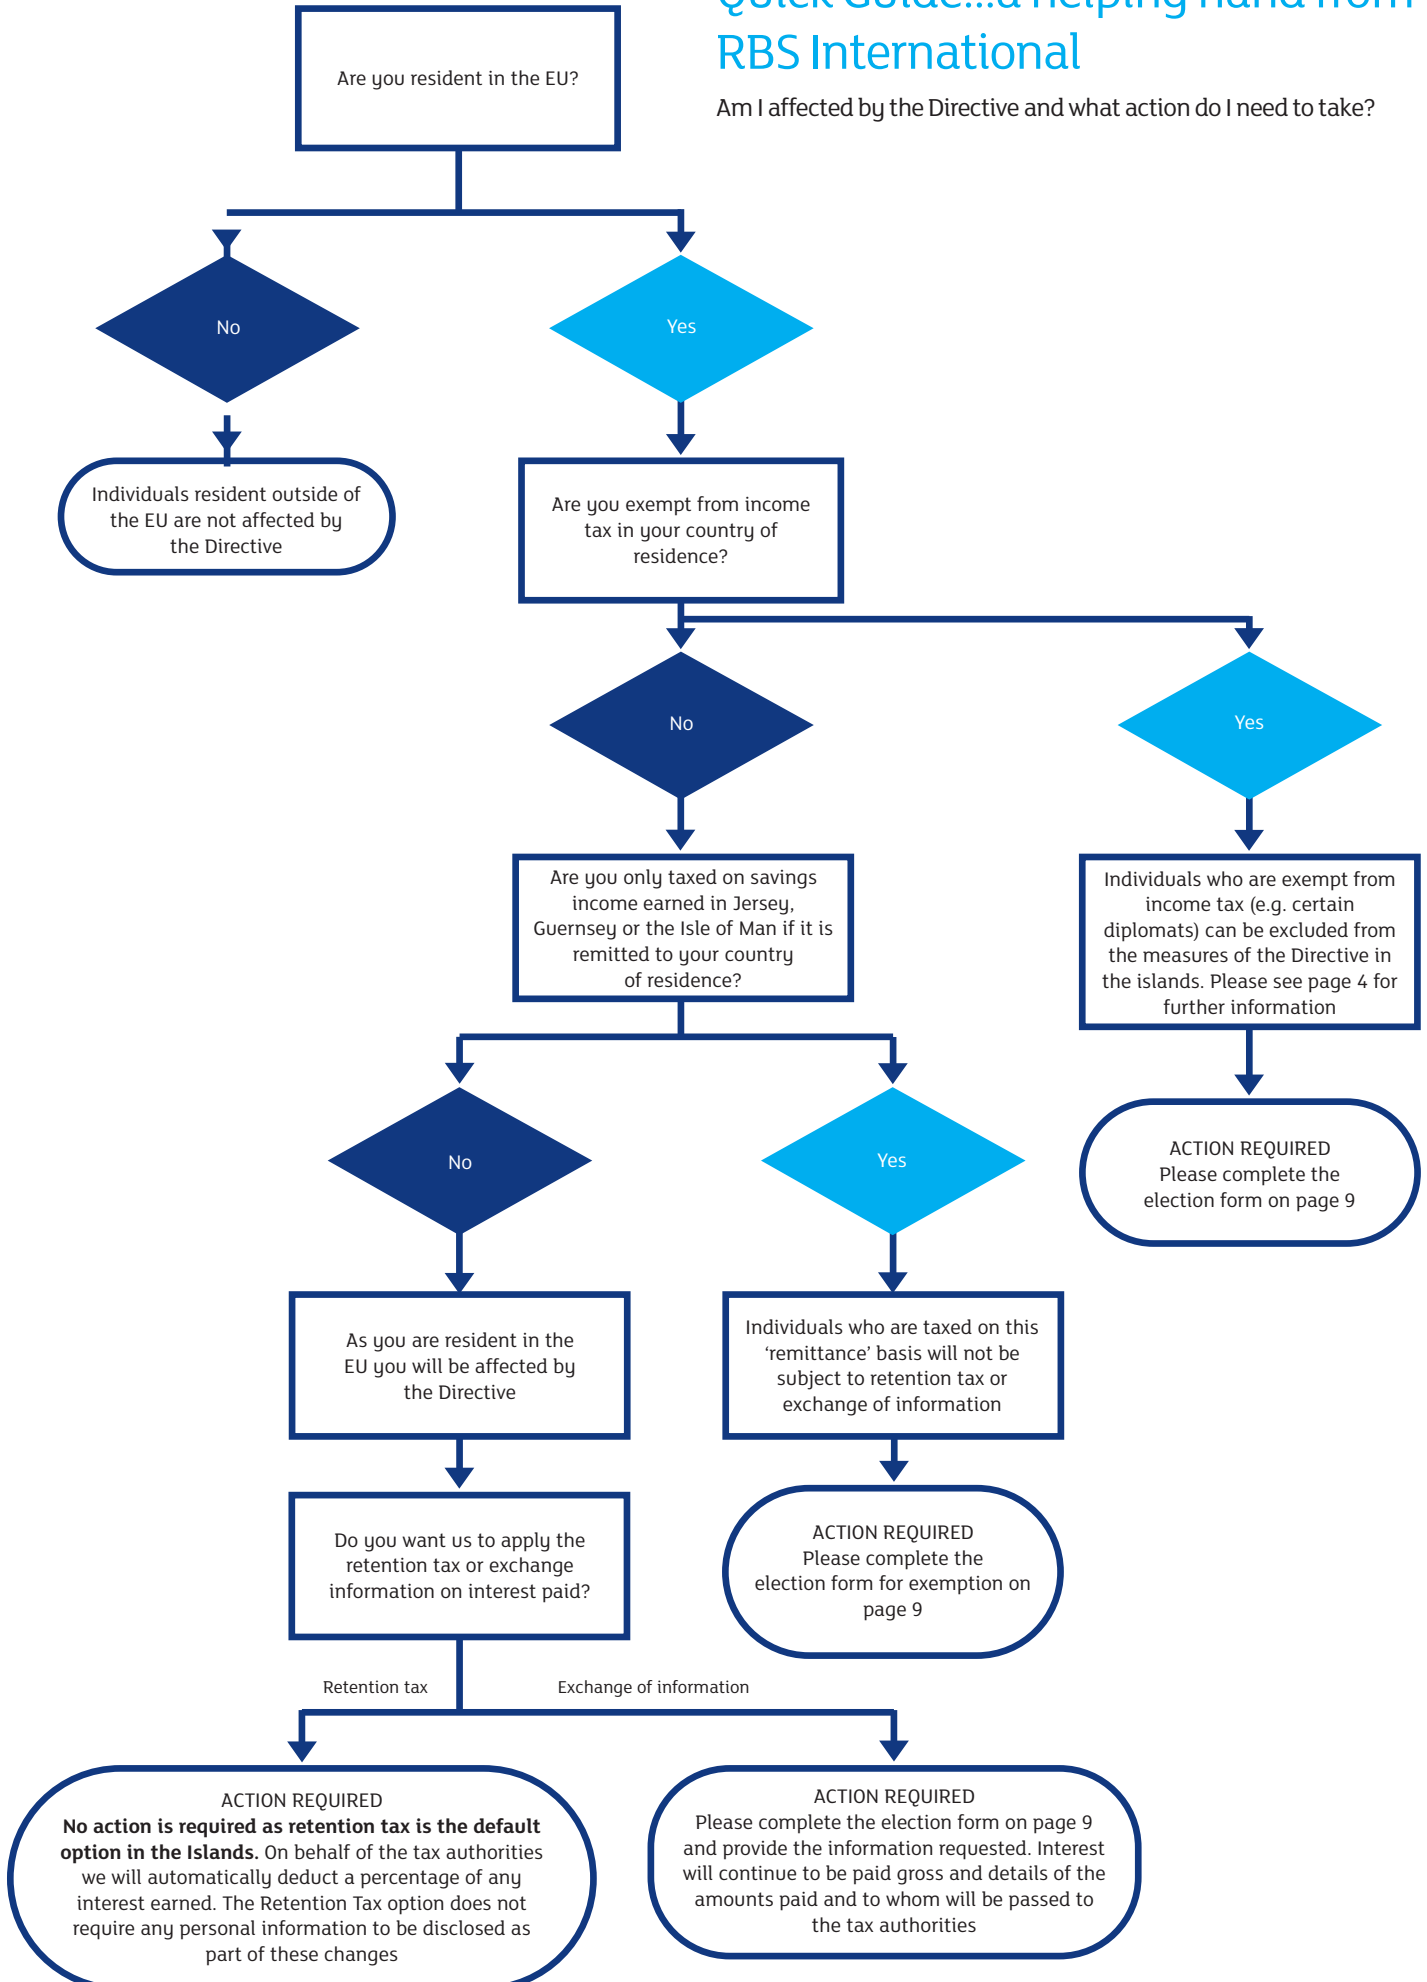 Quick Guide...a helping hand from
RBS International
Am I affected by the Directive and what action do I need to take?
Are you resident in the EU?
No
Yes
Individuals resident outside of
the EU are not affected by
the Directive
Are you exempt from income
tax in your country of
residence?
No
Yes
Are you only taxed on savings
income earned in Jersey,
Guernsey or the Isle of Man if it is
remitted to your country
of residence?
Individuals who are exempt from
income tax (e.g. certain
diplomats) can be excluded from
the measures of the Directive in
the islands. Please see page 4 for
further information
No
Yes
ACTION REQUIRED
Please complete the
election form on page 9
As you are resident in the
EU you will be affected by
the Directive
Individuals who are taxed on this
‘remittance’ basis will not be
subject to retention tax or
exchange of information
Do you want us to apply the
retention tax or exchange
information on interest paid?
ACTION REQUIRED
Please complete the
election form for exemption on
page 9
Retention tax
Exchange of information
ACTION REQUIRED
No action is required as retention tax is the default
option in the Islands. On behalf of the tax authorities
we will automatically deduct a percentage of any
interest earned. The Retention Tax option does not
require any personal information to be disclosed as
part of these changes
ACTION REQUIRED
Please complete the election form on page 9
and provide the information requested. Interest
will continue to be paid gross and details of the
amounts paid and to whom will be passed to
the tax authorities